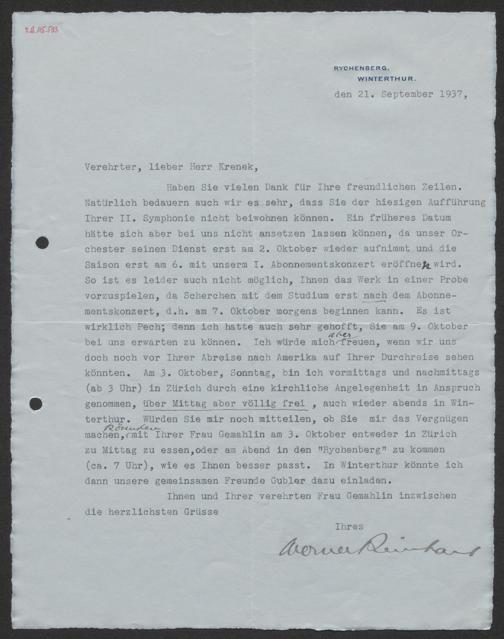 RYCHENBERG.
WINTERTHUR.
den 21. September 1937,
Verehrter, lieber Herr Krenek,
Haben Sie vielen Dank für Ihre freundlichen Zeilen.
Natürlich bedauern auch wir es sehr, dass Sie der hiesigen Aufführung
Ihrer II. Symphonie nicht beiwohnen können. Ein früheres Datum
hätte sich aber bei uns nicht ansetzen lassen können, da unser Or-
chester seinen Dienst erst am 2. Oktober wieder aufnimmt und die
Saison erst am 6. mit unserm I. Abonnementskonzert eröffnet wird.
So ist es leider auch nicht möglich, Ihnen das Werk in einer Probe
vorzuspielen, da Scherchen mit dem Studium erst nach dem Abonne-
mentskonzert, d.h. am 7. Oktober morgens beginnen kann. Es ist
wirklich Pech; denn ich hatte auch sehr gehofft, Sie am 9. Oktober
bei uns erwarten zu können. Ich würde mich aber freuen, wenn wir uns
doch noch vor Ihrer Abreise nach Amerika auf Ihrer Durchreise sehen
könnten. Am 3. Oktober, Sonntag, bin ich vormittags und nachmittags
(ab 3 Uhr) in Zürich durch eine kirchliche Angelegenheit in Anspruch
genommen, über Mittag aber völlig frei , auch wieder abends in Win-
terthur. Würden Sie mir noch mitteilen, ob Sie mir das Vergnügen
machen, könnten mit Ihrer Frau Gemahlin am 3. Oktober entweder in Zürich
zu Mittag zu essen,oder am Abend in den "Rychenberg" zu kommen
(ca. 7 Uhr), wie es Ihnen besser passt. In Winterthur könnte ich
dann unsere gemeinsamen Freunde Gubler dazu einladen.
Ihnen und Ihrer verehrten Frau Gemahlin inzwischen
die herzlichsten Grüsse
Ihres
Werner Reinhart